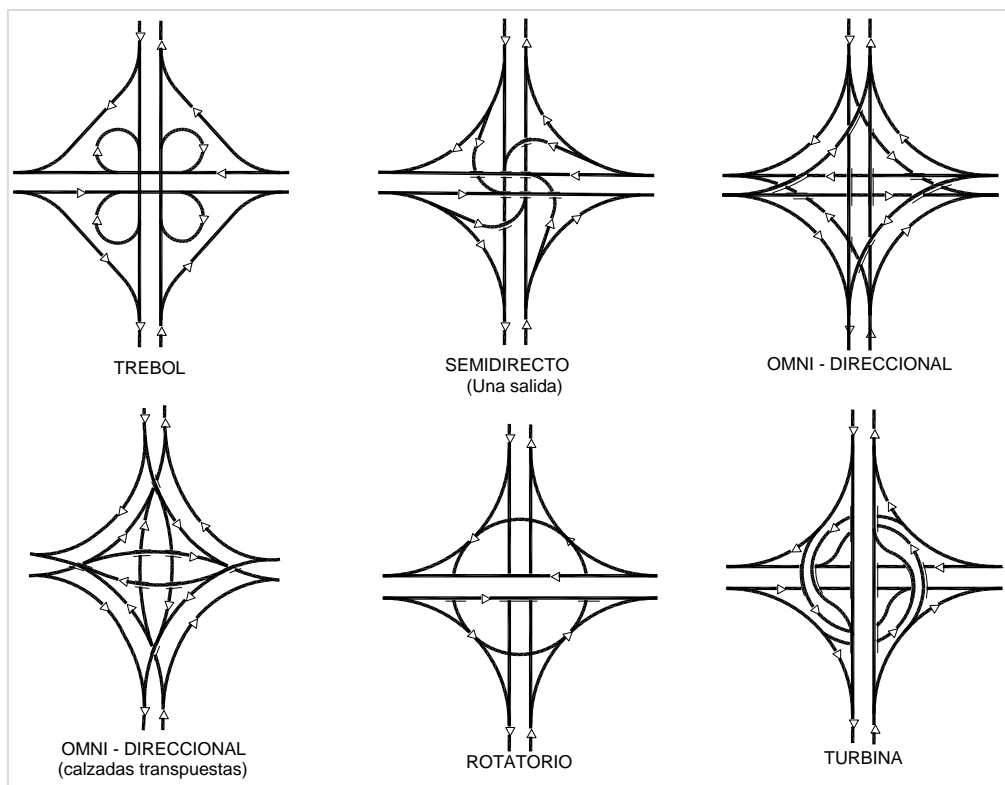 TREBOL
SEMIDIRECTO
(Una salida)
OMNI - DIRECCIONAL
OMNI - DIRECCIONAL
(calzadas transpuestas)
ROTATORIO
TURBINA